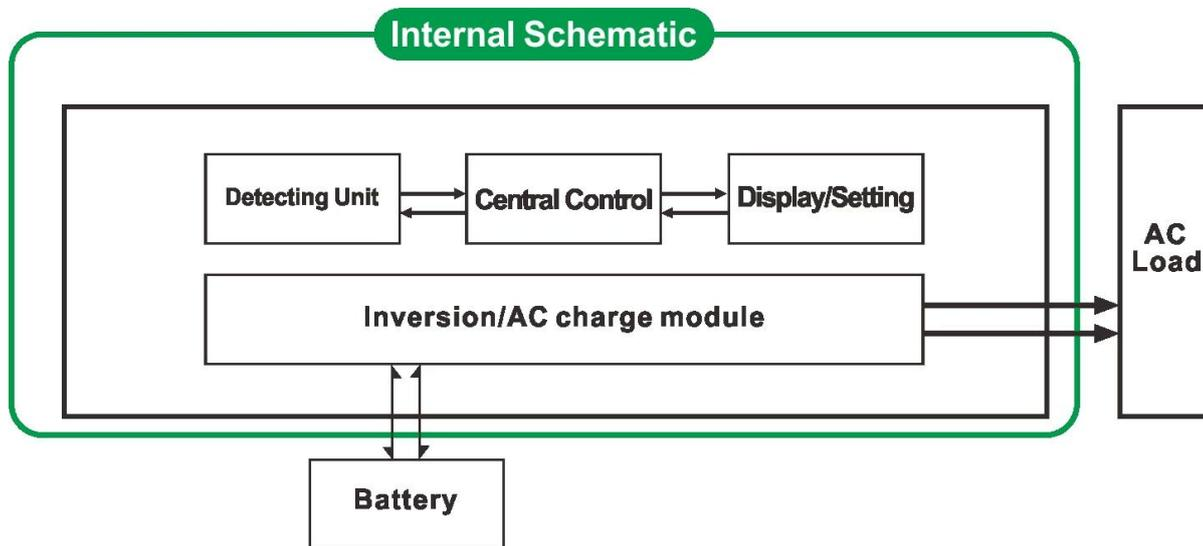 Internal Schematic
Detecting Unit
Central Control
Display/Setting
AC
Load
Inversion/AC charge module
Battery